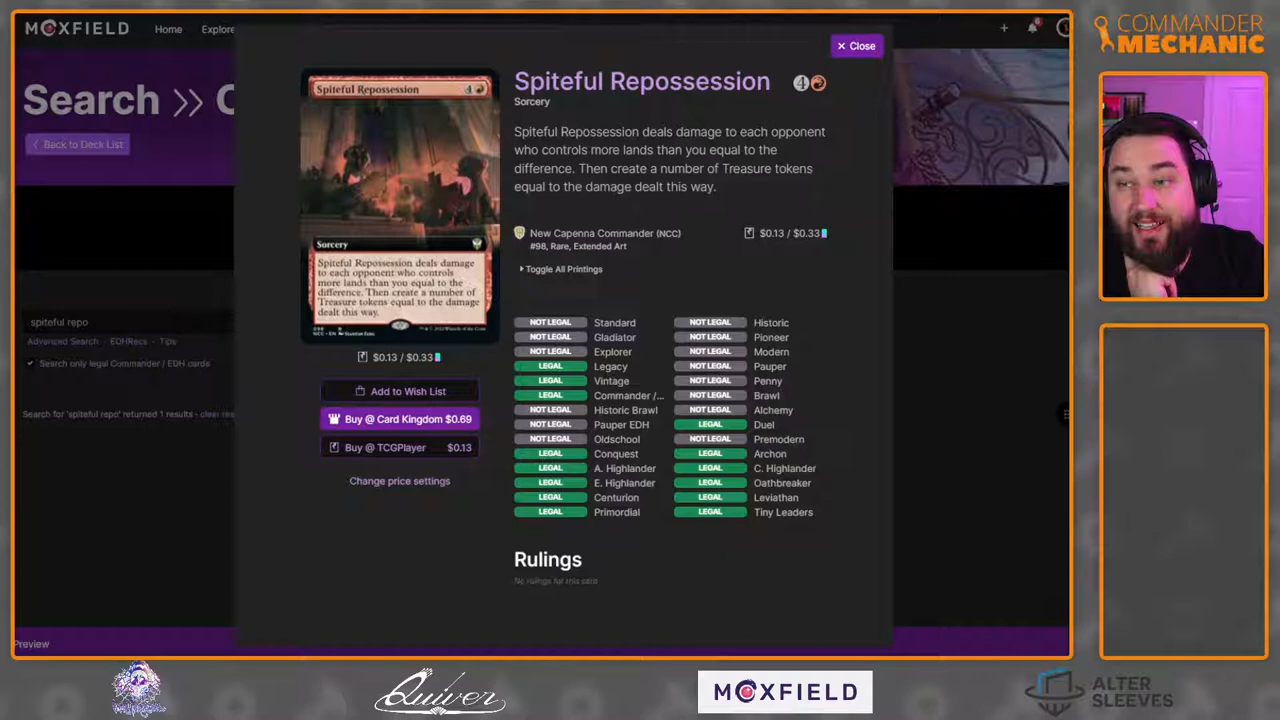 MOXFIELD
Home
Explore
Search >> C
Back to Deck List
spiteful repo
Advanced Search · EDHRecs · Tips
Search only legal Commander / EDH cards
Search for 'spiteful repo' returned 1 results - clear
Preview
× Close
Spiteful Repossession
4
Sorcery
Spiteful Repossession deals damage
to each opponent who controls
more lands than you equal to the
difference. Then create a number of
Treasure tokens equal to the damage
dealt this way.
$0.13 / $0.33
Add to Wish List
Buy @ Card Kingdom $0.69
Buy @ TCGPlayer $0.13
Change price settings
Spiteful Repossession
4
Sorcery
Spiteful Repossession deals damage to each opponent
who controls more lands than you equal to the
difference. Then create a number of Treasure tokens
equal to the damage dealt this way.
New Capenna Commander (NCC)
$0.13 / $0.33
#98, Rare, Extended Art
Toggle All Printings
NOT LEGAL Standard NOT LEGAL Historic
NOT LEGAL Gladiator NOT LEGAL Pioneer
NOT LEGAL Explorer NOT LEGAL Modern
LEGAL Legacy NOT LEGAL Pauper
LEGAL Vintage NOT LEGAL Penny
LEGAL Commander /... NOT LEGAL Brawl
NOT LEGAL Historic Brawl NOT LEGAL Alchemy
NOT LEGAL Pauper EDH LEGAL Duel
NOT LEGAL Oldschool NOT LEGAL Premodern
LEGAL Conquest LEGAL Archon
LEGAL A. Highlander LEGAL C. Highlander
LEGAL E. Highlander LEGAL Oathbreaker
LEGAL Centurion LEGAL Leviathan
LEGAL Primordial LEGAL Tiny Leaders
Rulings
No rulings for this card
COMMANDER
MECHANIC
Quiver
MOXFIELD
ALTER
SLEEVES